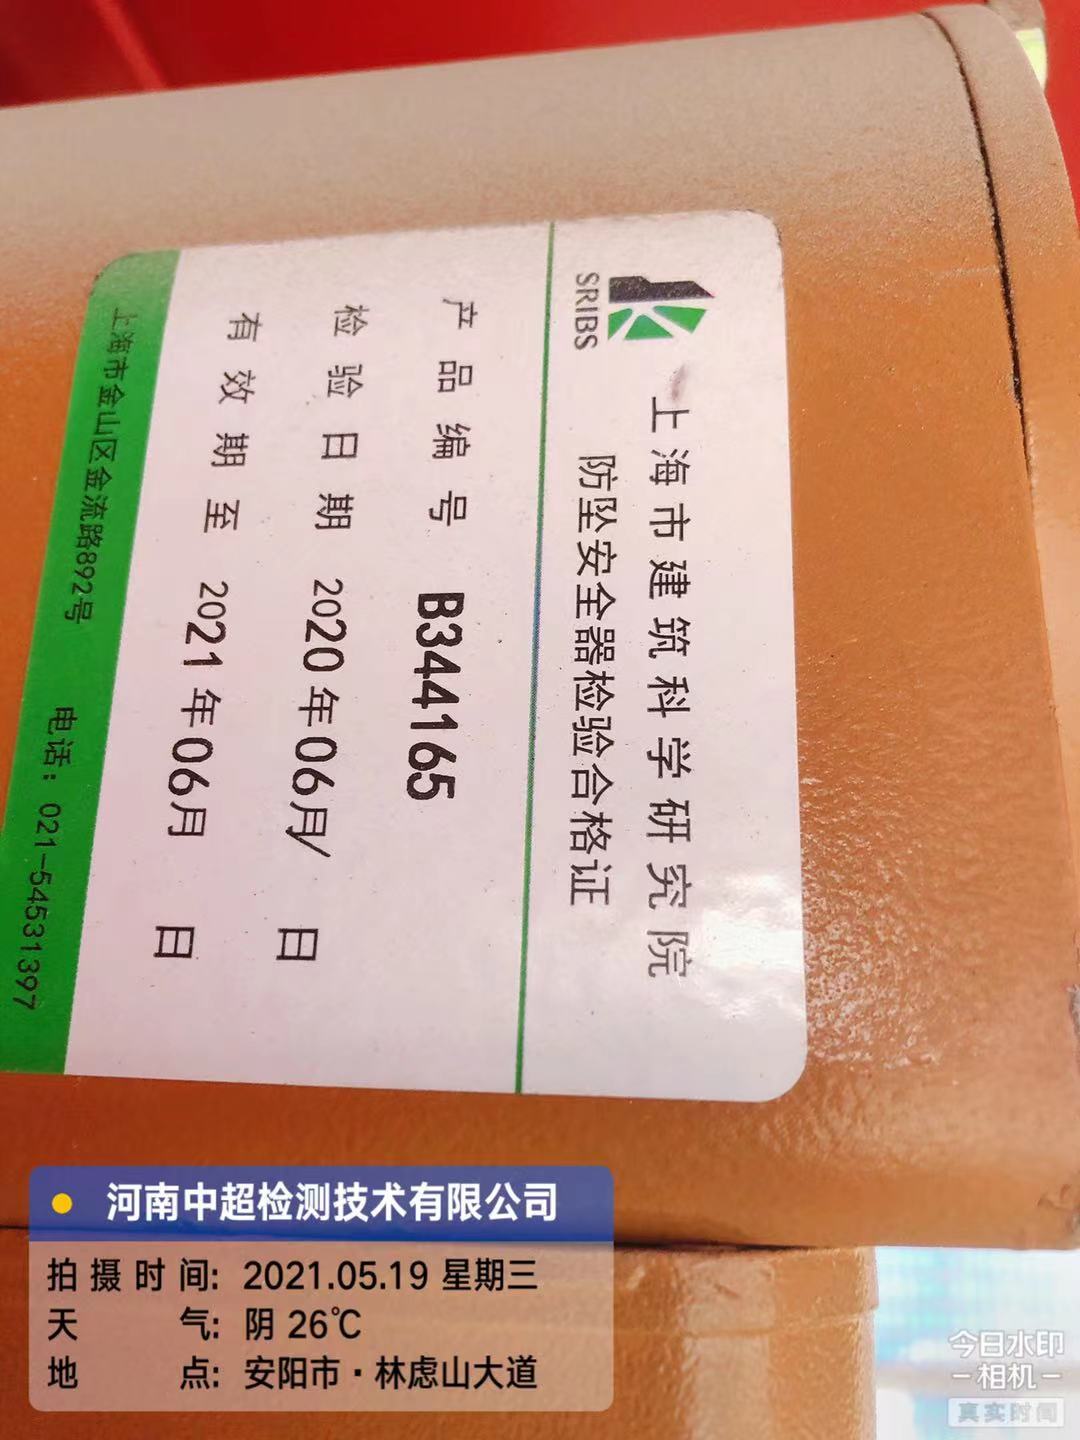 SRIBS
上海市建筑科学研究院
防坠安全器检验合格证
产品编号 B344165
检验日期 2020年06月 日
有效期至 2021年06月 日
上海市金山区金流路892号 电话：021-54531397
河南中超检测技术有限公司
拍摄时间: 2021.05.19 星期三
天气: 阴 26℃
地点: 安阳市·林虑山大道
今日水印
相机
真实时间